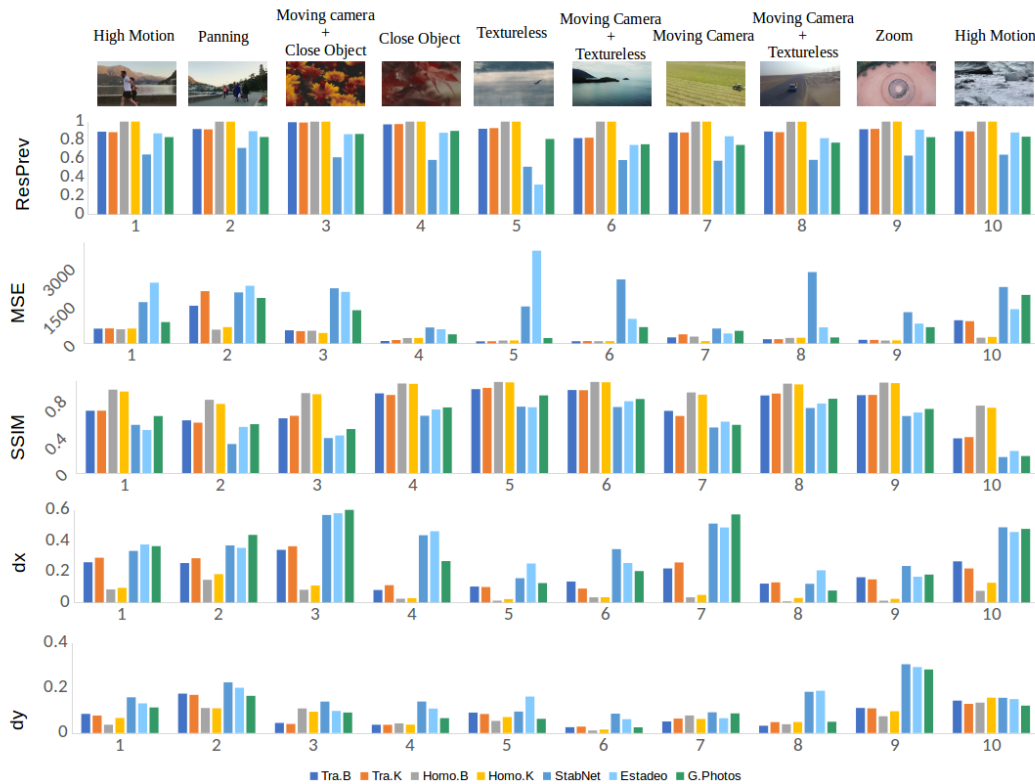 High Motion
Panning
Moving camera
+
Close Object
Close Object
Textureless
Moving Camera
+
Textureless
Moving Camera
Moving Camera
+
Textureless
Zoom
High Motion
ResPrev
1
0.8
0.6
0.4
0.2
0
1 2 3 4 5 6 7 8 9 10
MSE
3000
1500
0
1 2 3 4 5 6 7 8 9 10
SSIM
0.8
0.4
0
1 2 3 4 5 6 7 8 9 10
dx
0.6
0.4
0.2
0
1 2 3 4 5 6 7 8 9 10
dy
0.4
0.2
0
1 2 3 4 5 6 7 8 9 10
Tra.B Tra.K Homo.B Homo.K StabNet Estadeo G.Photos